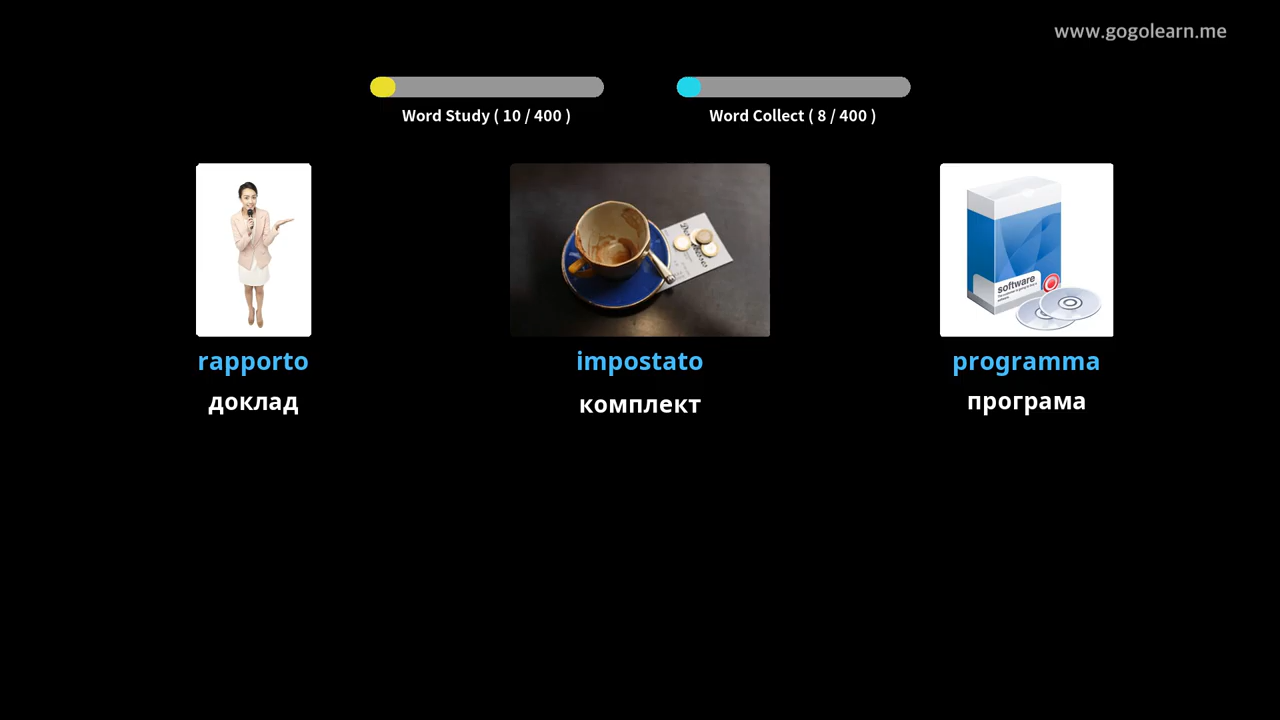 www.gogolearn.me
Word Study ( 10 / 400 )
Word Collect ( 8 / 400 )
software
rapporto
impostato
programma
доклад
комплект
програма